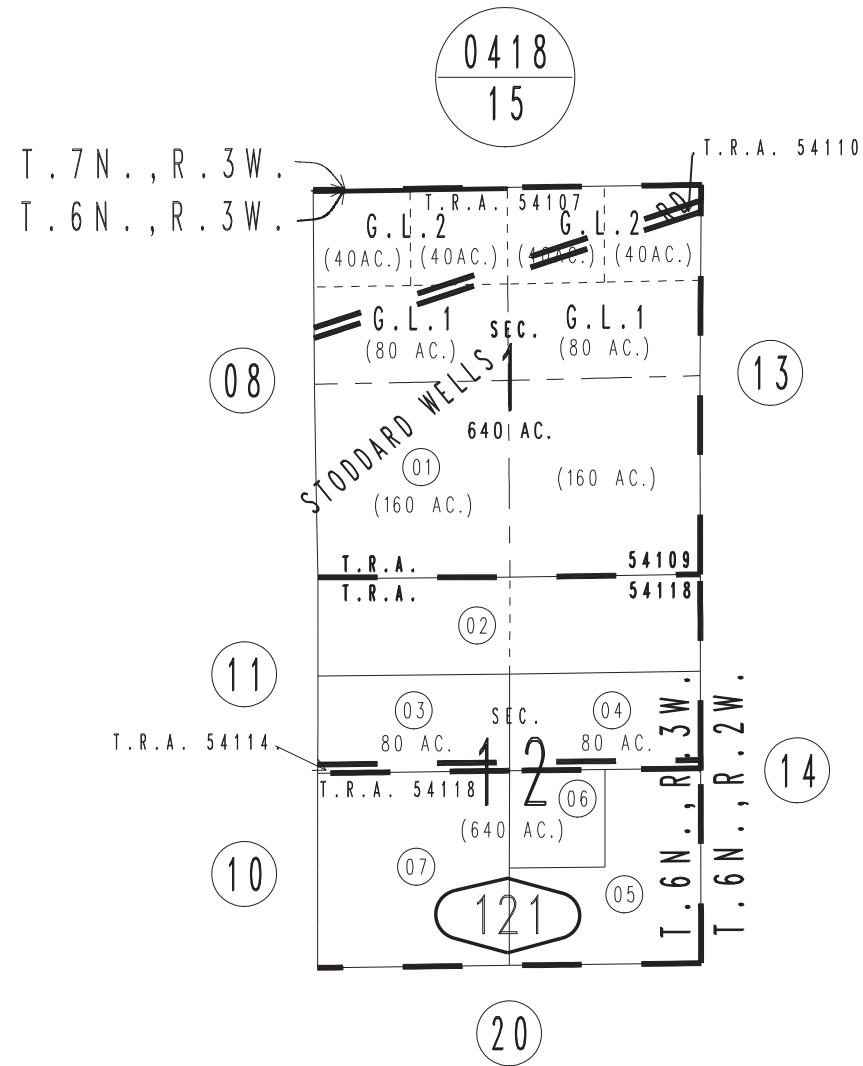 0418
15
T.R.A. 54110
T.7N.,R.3W.
T.6N.,R.3W.
T.R.A. 54107
RD.
G.L.2
G.L.2
(40AC.)
(40AC.)
(40AC.)
(40AC.)
G.L.1
SEC.
G.L.1
(80 AC.)
1
(80 AC.)
08
13
STODDARD WELLS
640 AC.
01
(160 AC.)
(160 AC.)
T.R.A.
54109
T.R.A.
54118
02
11
03
SEC.
04
T.R.A. 54114
80 AC.
12
80 AC.
T.6N.,R.3W.
T.6N.,R.2W.
14
T.R.A. 54118
06
(640 AC.)
10
07
05
121
20